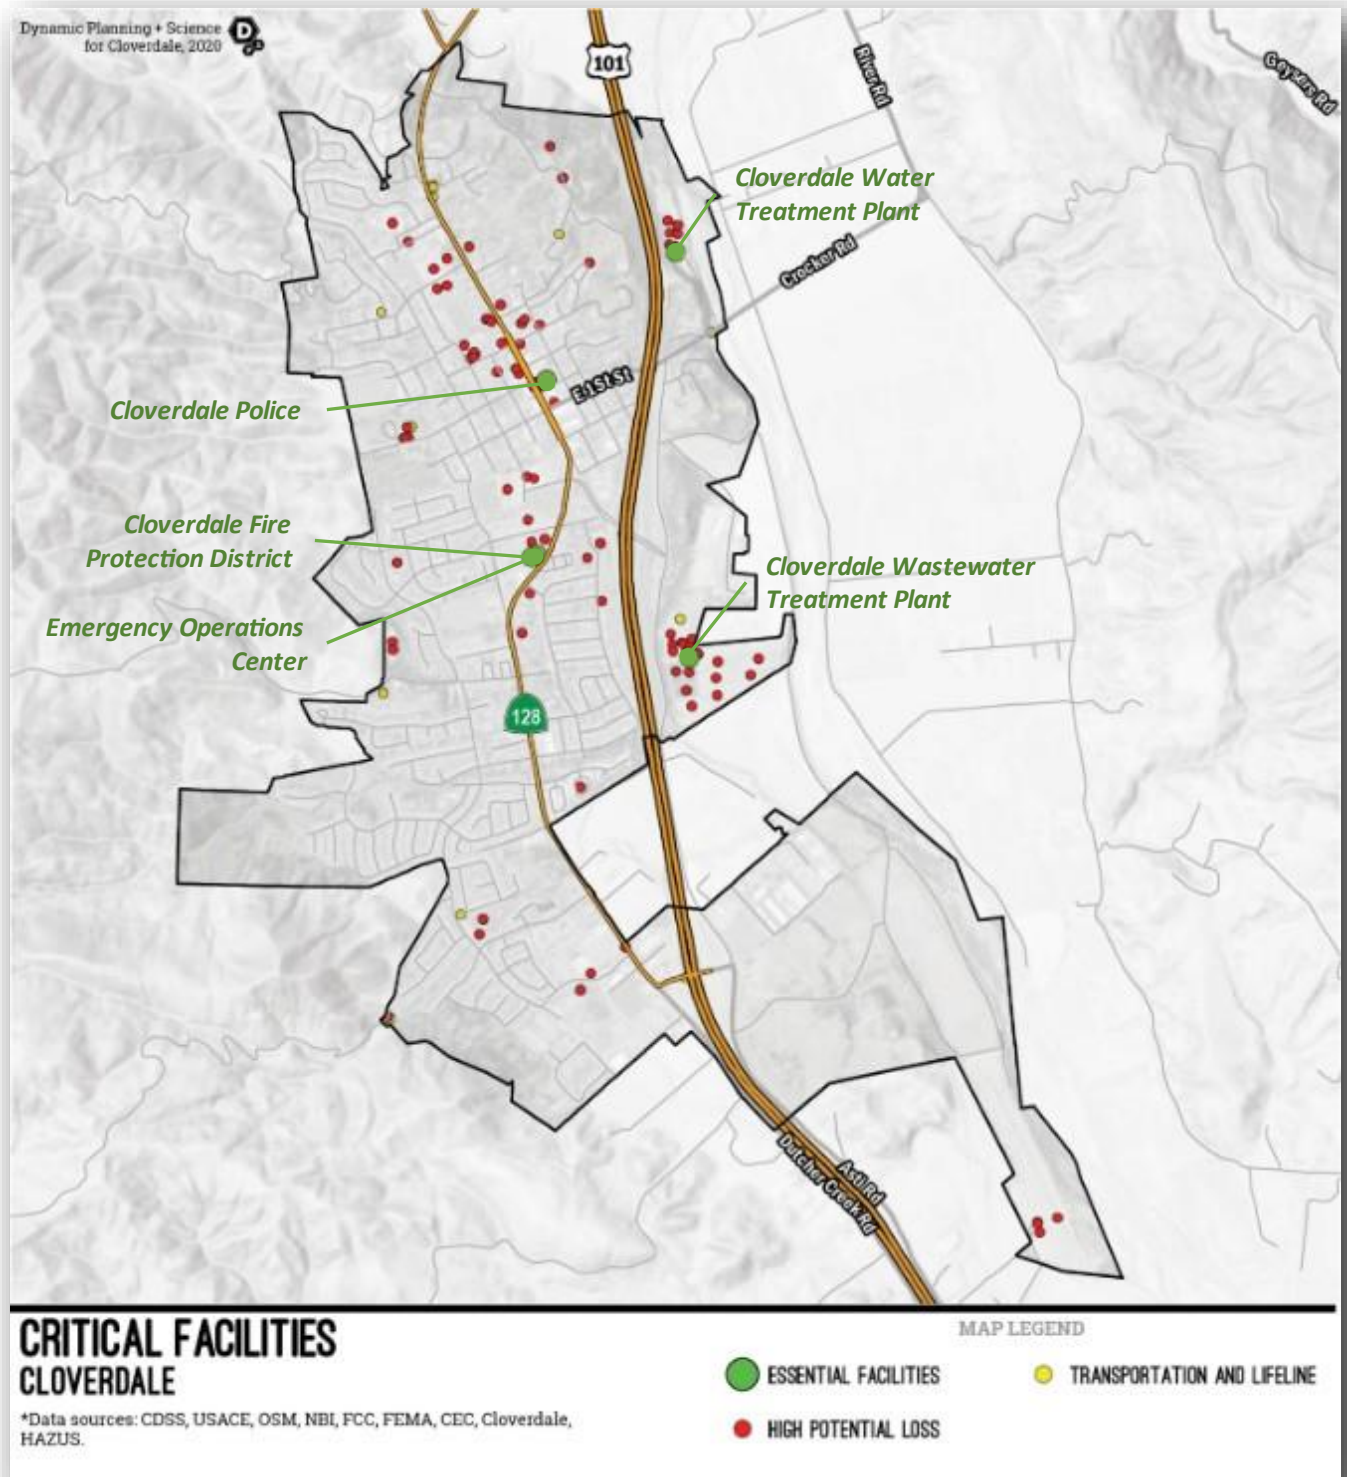 Dynamic Planning + Science
for Cloverdale, 2020
D
101
River Rd
Geysers Rd
Cloverdale Water
Treatment Plant
Crocker Rd
E 1st St
Cloverdale Police
Cloverdale Fire
Protection District
Cloverdale Wastewater
Treatment Plant
Emergency Operations
Center
128
Asti Rd
Dutcher Creek Rd
CRITICAL FACILITIES
CLOVERDALE
*Data sources: CDSS, USACE, OSM, NBI, FCC, FEMA, CEC, Cloverdale,
HAZUS.
MAP LEGEND
ESSENTIAL FACILITIES
TRANSPORTATION AND LIFELINE
HIGH POTENTIAL LOSS